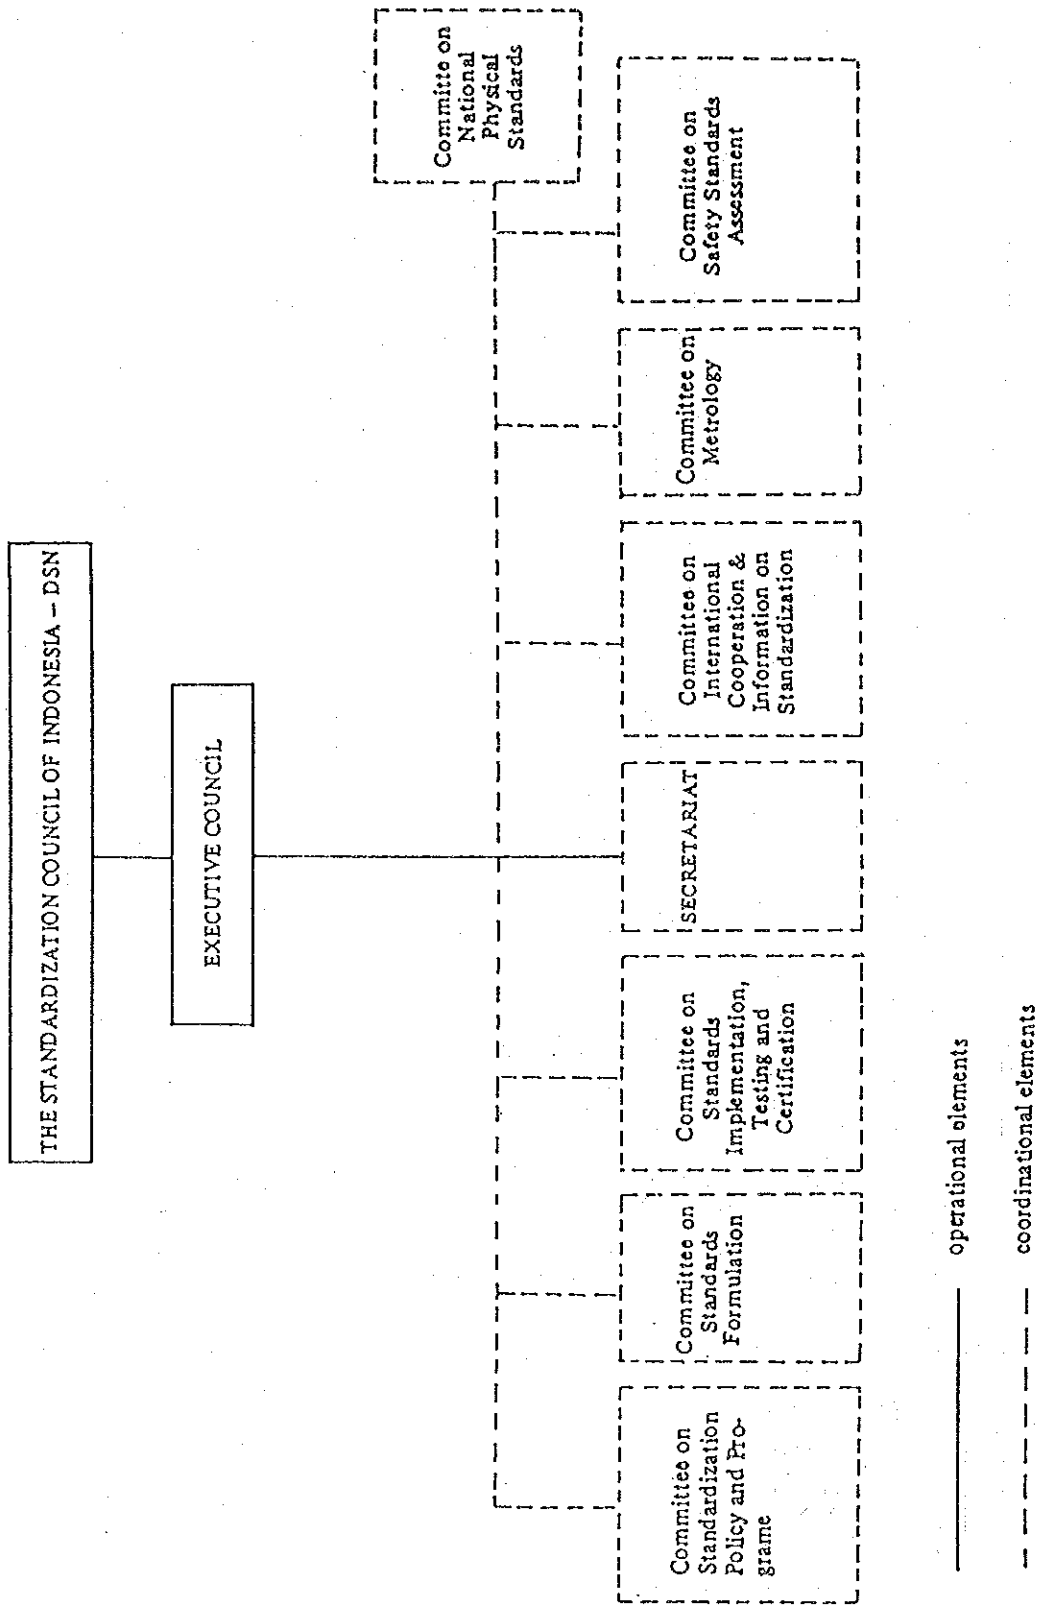 THE STANDARDIZATION COUNCIL OF INDONESIA – DSN
EXECUTIVE COUNCIL
Committe on
National
Physical
Standards
Committee on
Standardization
Policy and Pro-
grame
Committee on
Standards
Formulation
Committee on
Standards
Implementation,
Testing and
Certification
SECRETARIAT
Committee on
International
Cooperation &
Information on
Standardization
Committee on
Metrology
Committee on
Safety Standards
Assessment
operational elements
coordinational elements